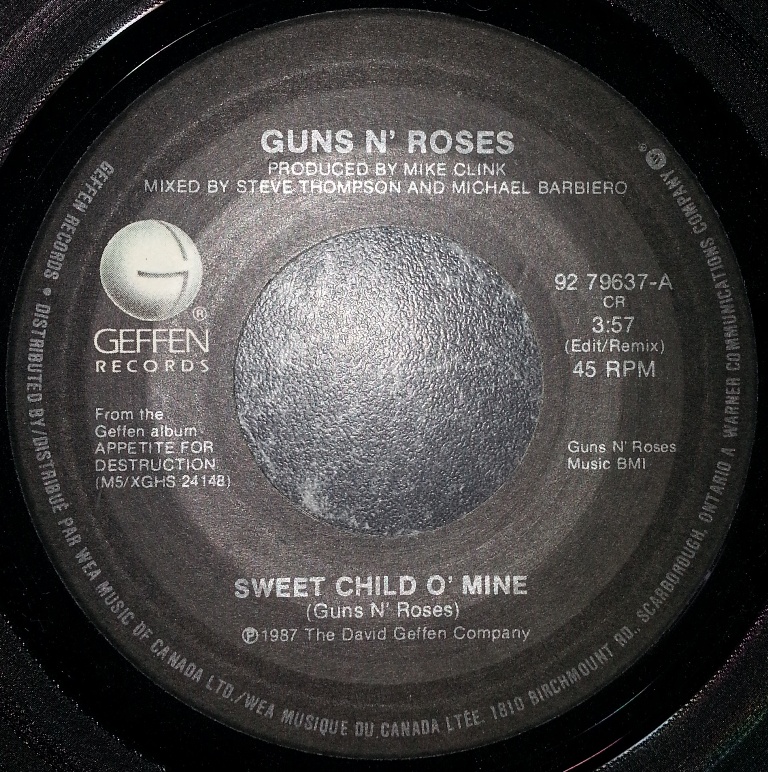 GUNS N' ROSES
PRODUCED BY MIKE CLINK
MIXED BY STEVE THOMPSON AND MICHAEL BARBIERO
®
GEFFEN
RECORDS
92 79637-A
CR
3:57
(Edit/Remix)
45 RPM
From the
Geffen album
APPETITE FOR
DESTRUCTION
(M5/XGHS 24148)
Guns N' Roses
Music BMI
SWEET CHILD O' MINE
(Guns N' Roses)
℗1987 The David Geffen Company
GEFFEN RECORDS • DISTRIBUTED BY/DISTRIBUÉ PAR WEA MUSIC OF CANADA LTD./WEA MUSIQUE DU CANADA LTÉE. 1810 BIRCHMOUNT RD., SCARBOROUGH, ONTARIO A WARNER COMMUNICATIONS COMPANY